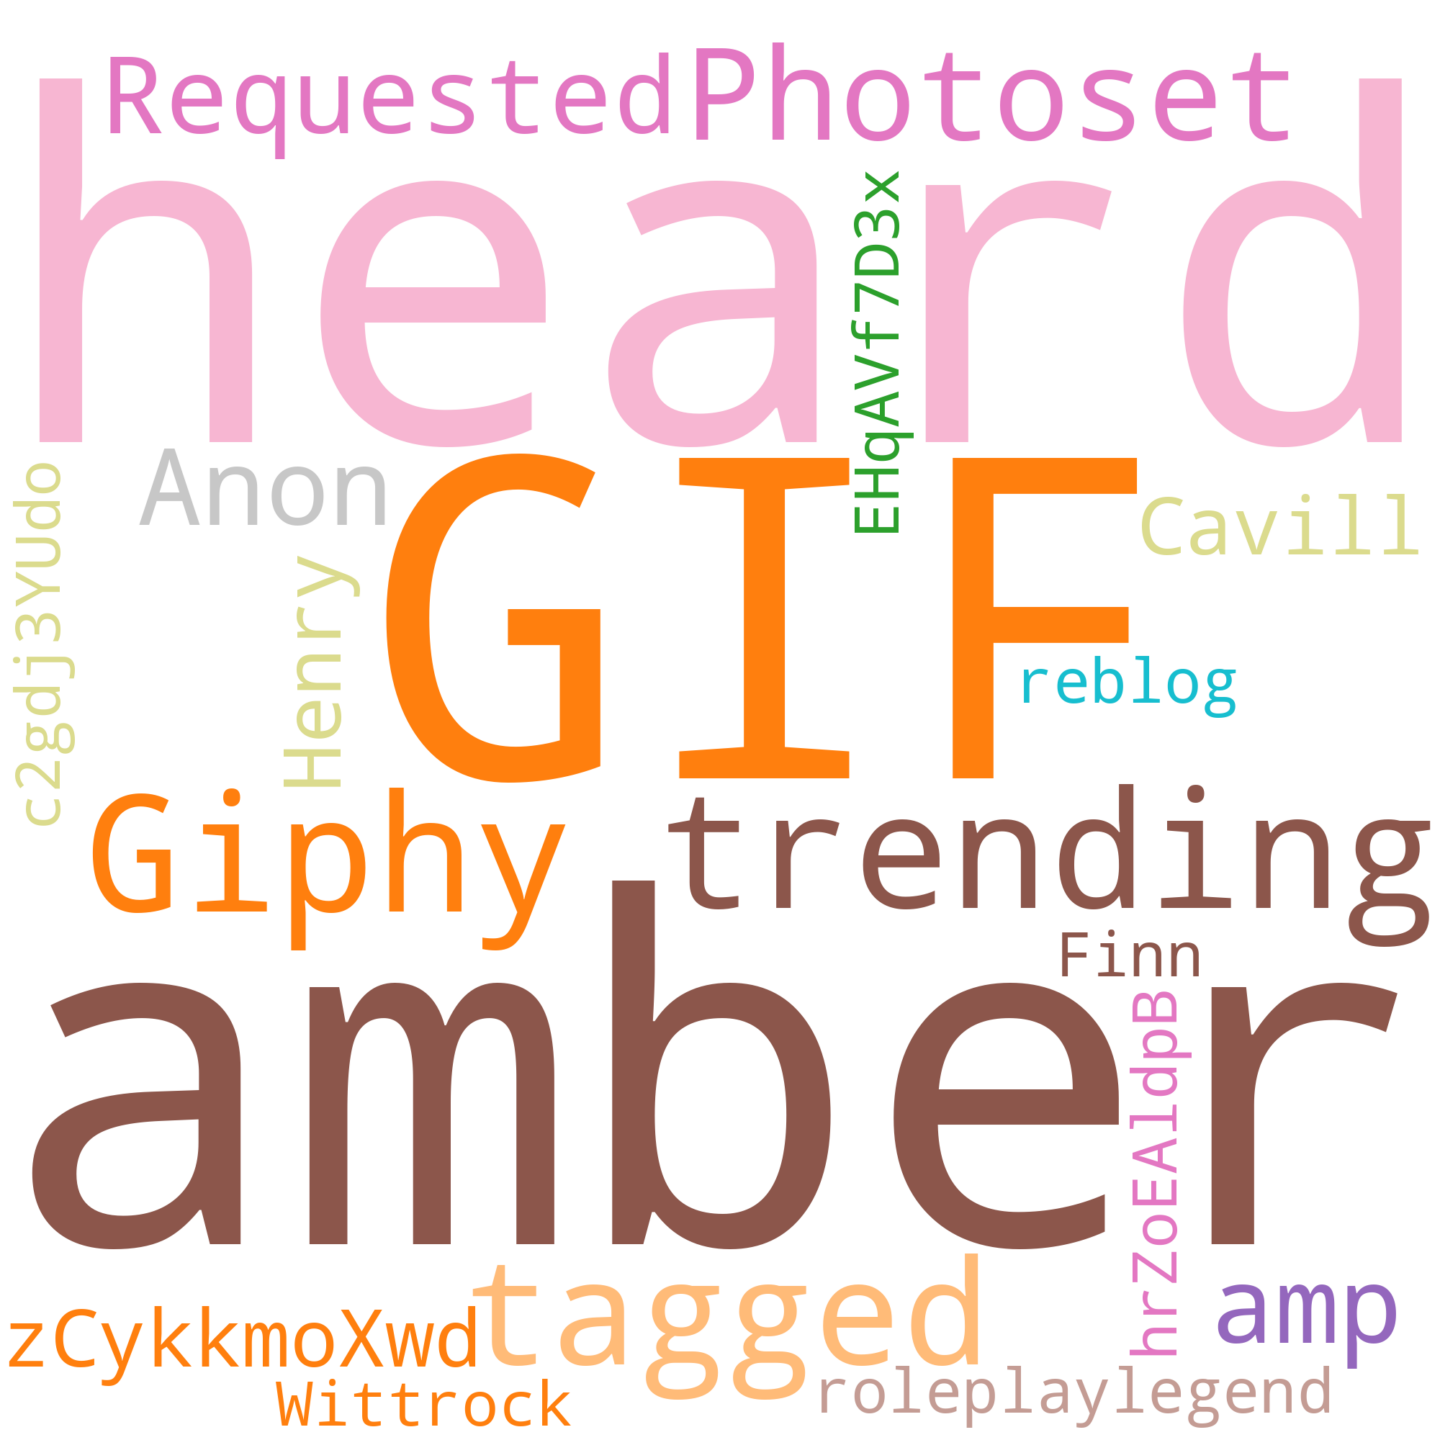 Requested Photoset
heard
EHqAVf7D3x
Anon
GIF
Cavill
c2gdj3YUdo
Henry
reblog
Giphy trending
Finn
amber
hrZoEAldpB
tagged
amp
zCykkmoXwd
Wittrock
roleplaylegend